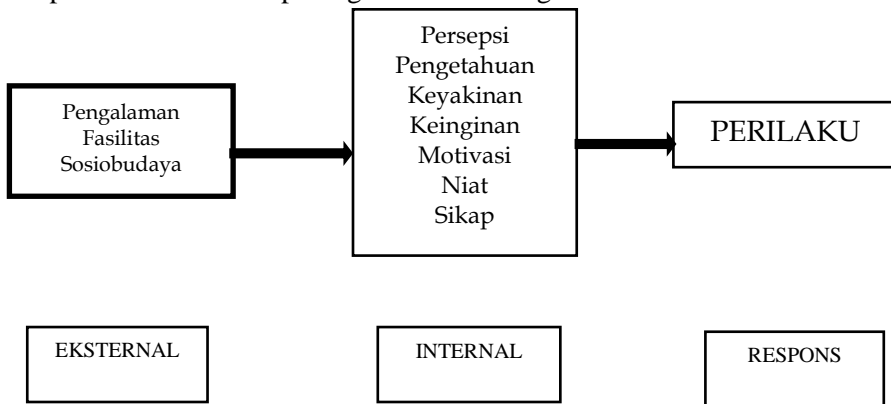 Pengalaman
Fasilitas
Sosiobudaya
Persepsi
Pengetahuan
Keyakinan
Keinginan
Motivasi
Niat
Sikap
PERILAKU
EKSTERNAL
INTERNAL
RESPONS